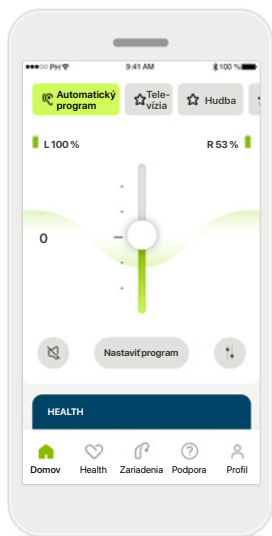 PH 9:41 AM 100 %
Automatický program
Tele-
vízia
Hudba
L 100 % R 53 %
0
Nastaviť program
HEALTH
Domov Health Zariadenia Podpora Profil